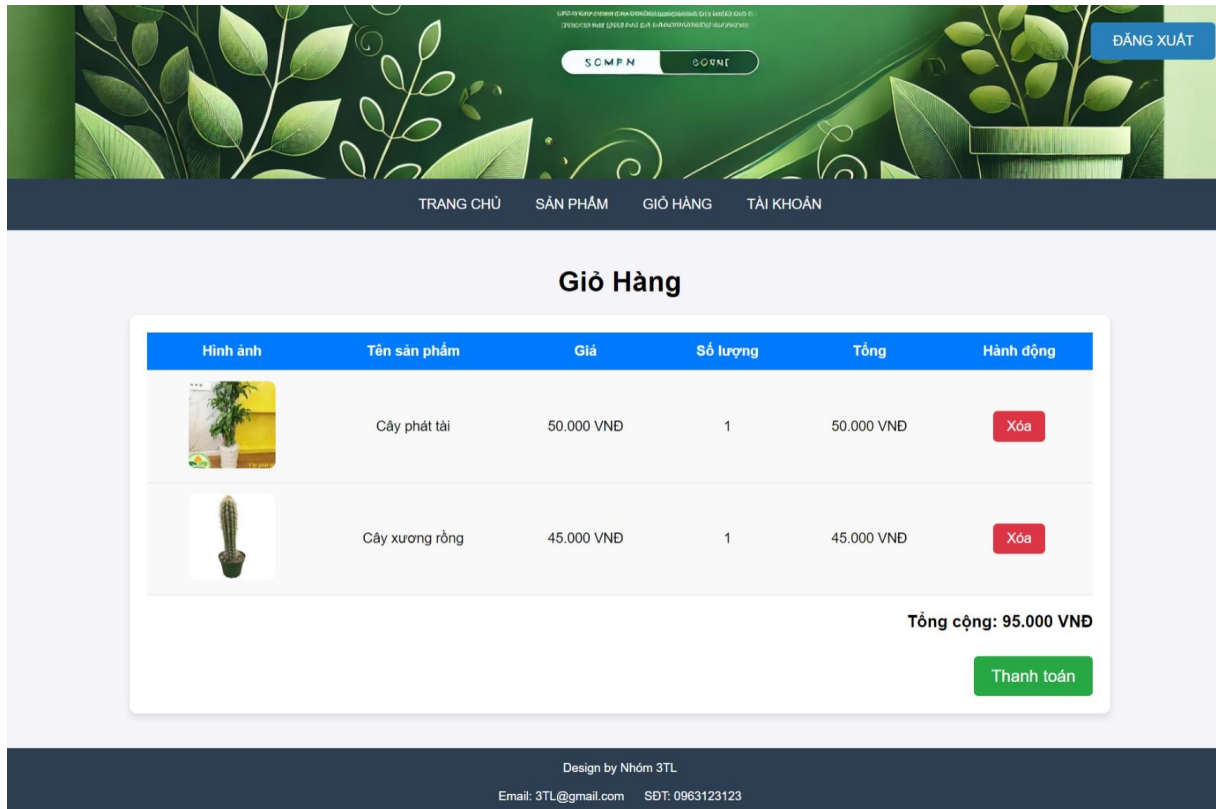 SOMPN
ĐĂNG XUẤT
TRANG CHỦ SẢN PHẨM GIỎ HÀNG TÀI KHOẢN
Giỏ Hàng
Hình ảnh Tên sản phẩm Giá Số lượng Tổng Hành động
Cây phát tài 50.000 VNĐ 1 50.000 VNĐ Xóa
Cây xương rồng 45.000 VNĐ 1 45.000 VNĐ Xóa
Tổng cộng: 95.000 VNĐ
Thanh toán
Design by Nhóm 3TL
Email: 3TL@gmail.com SĐT: 0963123123